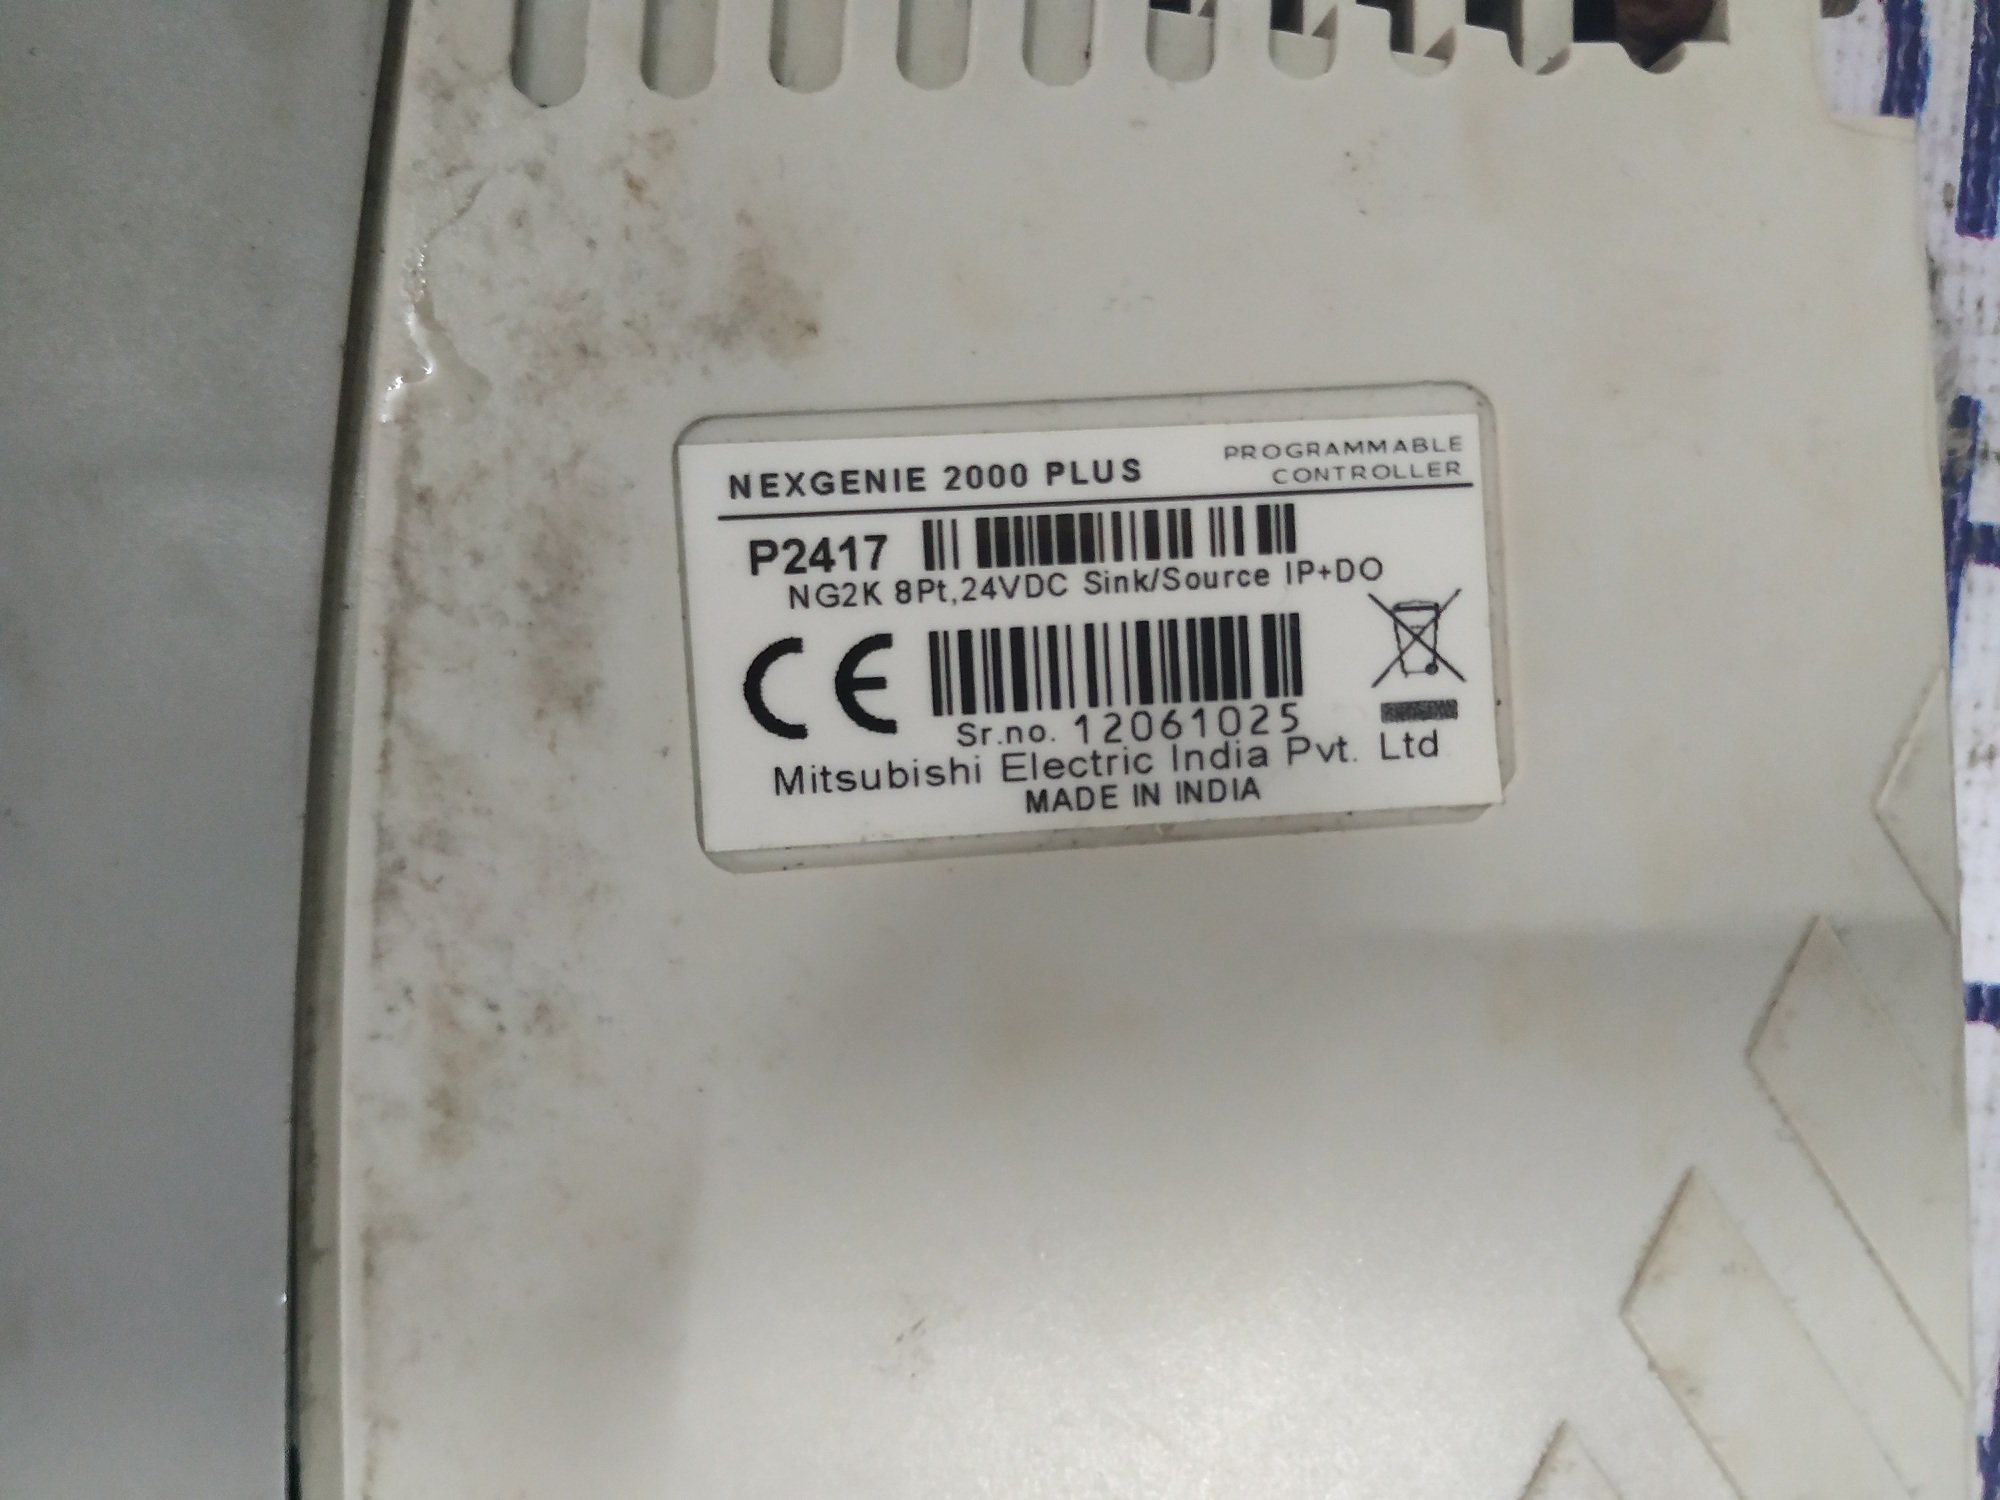 NEXGENIE 2000 PLUS
PROGRAMMABLE
CONTROLLER
P2417
NG2K 8Pt,24VDC Sink/Source IP+DO
CE
Sr.no. 12061025
Mitsubishi Electric India Pvt. Ltd
MADE IN INDIA